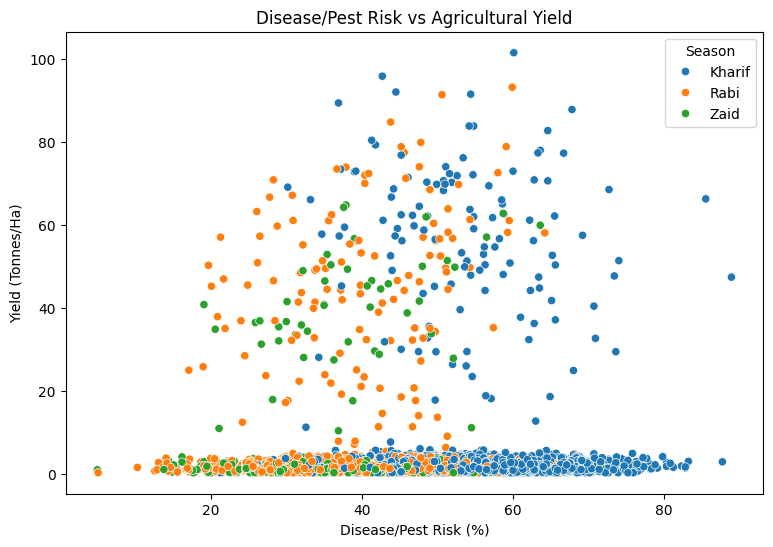 Disease/Pest Risk vs Agricultural Yield
Season
Kharif
Rabi
Zaid
Yield (Tonnes/Ha)
100
80
60
40
20
0
20 40 60 80
Disease/Pest Risk (%)